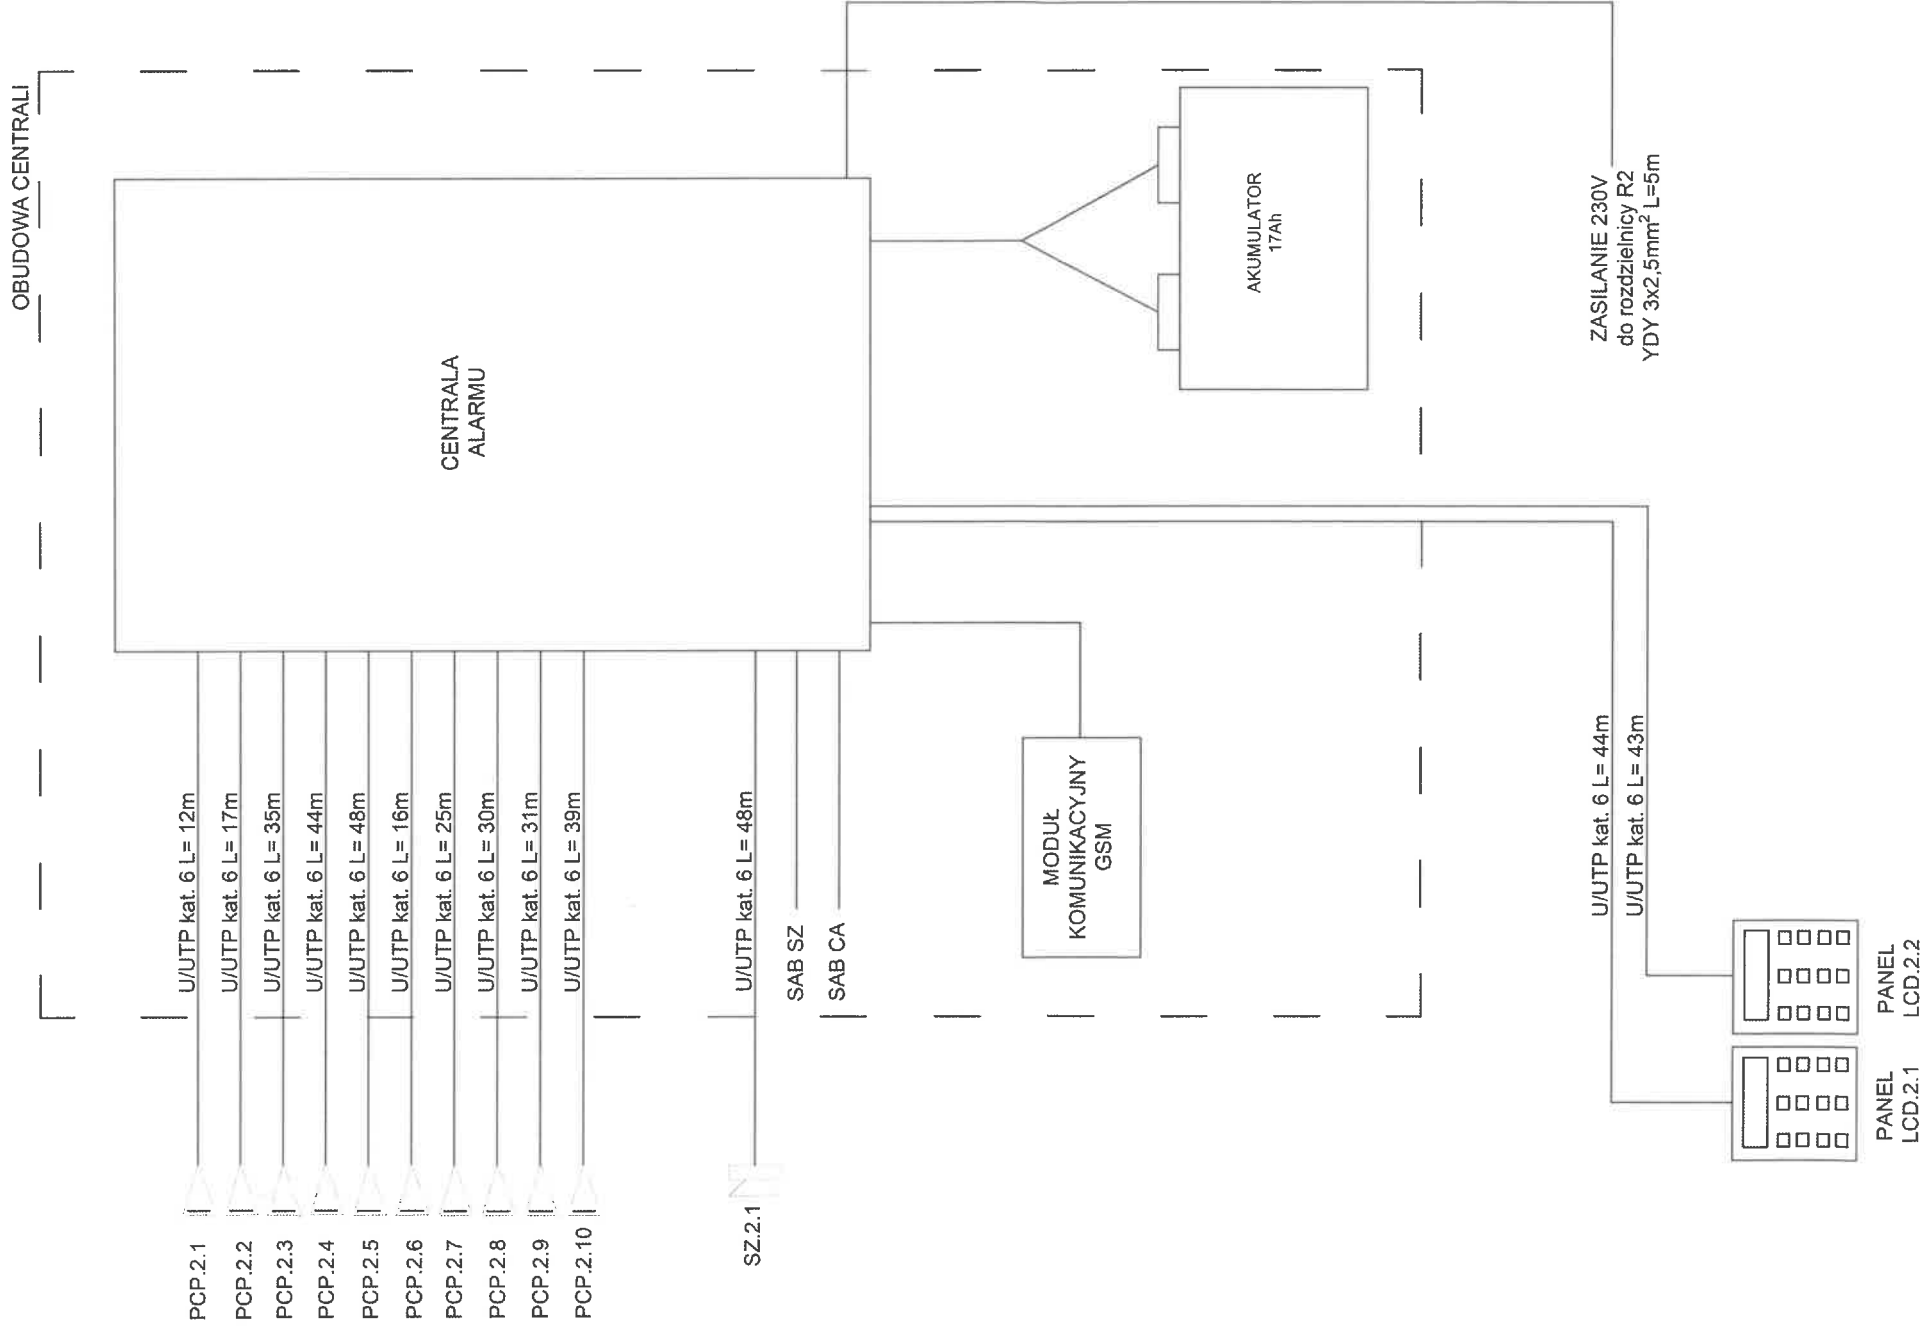 OBUDOWA CENTRALI
CENTRALA
ALARMU
AKUMULATOR
17Ah
ZASILANIE 230V
do rozdzielnicy R2
YDY 3x2,5mm² L=5m
MODUŁ
KOMUNIKACYJNY
GSM
U/UTP kat. 6 L= 12m
U/UTP kat. 6 L= 17m
U/UTP kat. 6 L= 35m
U/UTP kat. 6 L= 44m
U/UTP kat. 6 L= 48m
U/UTP kat. 6 L= 16m
U/UTP kat. 6 L= 25m
U/UTP kat. 6 L= 30m
U/UTP kat. 6 L= 31m
U/UTP kat. 6 L= 39m
U/UTP kat. 6 L= 48m
SAB SZ
SAB CA
U/UTP kat. 6 L= 44m
U/UTP kat. 6 L= 43m
PCP.2.1
PCP.2.2
PCP.2.3
PCP.2.4
PCP.2.5
PCP.2.6
PCP.2.7
PCP.2.8
PCP.2.9
PCP.2.10
SZ.2.1
PANEL
LCD.2.1
PANEL
LCD.2.2